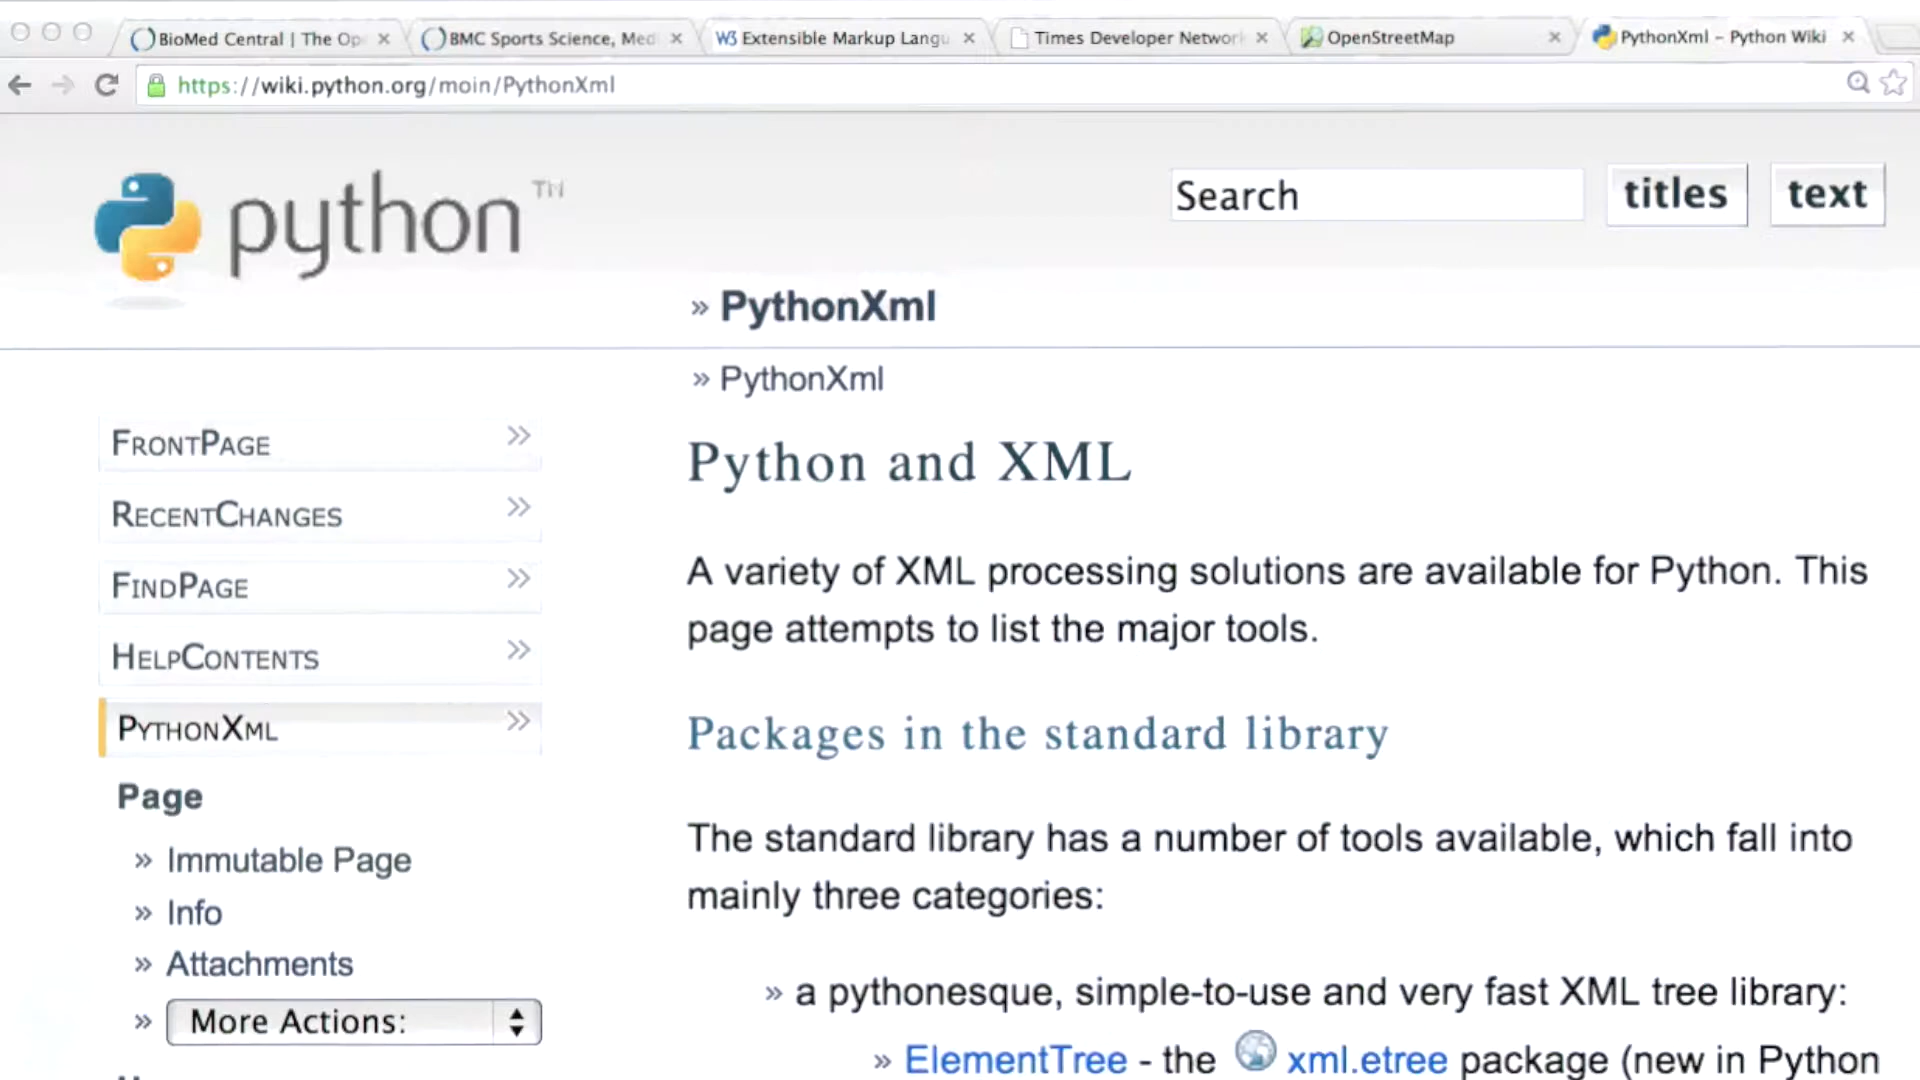 BioMed Central | The Op
BMC Sports Science, Med
W3 Extensible Markup Langu
Times Developer Network
OpenStreetMap
PythonXml – Python Wiki
https://wiki.python.org/moin/PythonXml
python TM
Search
titles
text
» PythonXml
» PythonXml
FRONTPAGE »
RECENTCHANGES »
FINDPAGE »
HELPCONTENTS »
PYTHONXML »
Page
» Immutable Page
» Info
» Attachments
» More Actions:
Python and XML
A variety of XML processing solutions are available for Python. This
page attempts to list the major tools.
Packages in the standard library
The standard library has a number of tools available, which fall into
mainly three categories:
» a pythonesque, simple-to-use and very fast XML tree library:
» ElementTree - the xml.etree package (new in Python